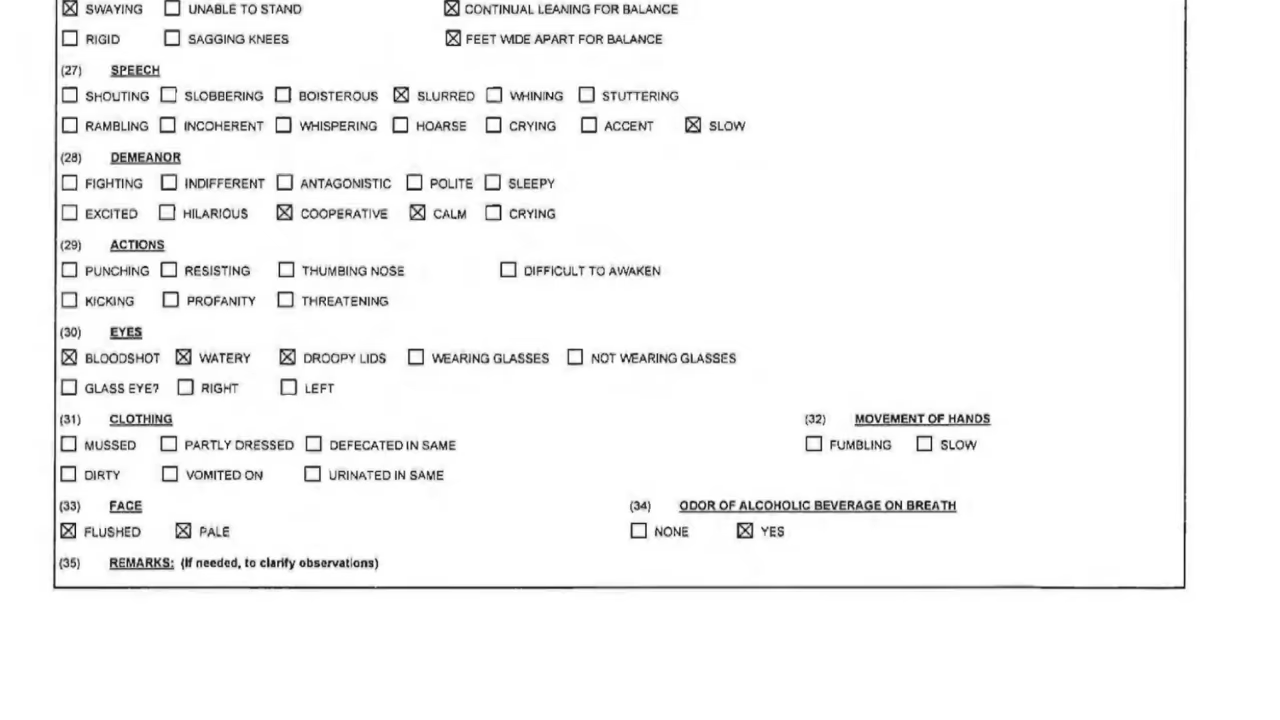 ☒ SWAYING ☐ UNABLE TO STAND ☒ CONTINUAL LEANING FOR BALANCE
☐ RIGID ☐ SAGGING KNEES ☒ FEET WIDE APART FOR BALANCE
(27) SPEECH
☐ SHOUTING ☐ SLOBBERING ☐ BOISTEROUS ☒ SLURRED ☐ WHINING ☐ STUTTERING
☐ RAMBLING ☐ INCOHERENT ☐ WHISPERING ☐ HOARSE ☐ CRYING ☐ ACCENT ☒ SLOW
(28) DEMEANOR
☐ FIGHTING ☐ INDIFFERENT ☐ ANTAGONISTIC ☐ POLITE ☐ SLEEPY
☐ EXCITED ☐ HILARIOUS ☒ COOPERATIVE ☒ CALM ☐ CRYING
(29) ACTIONS
☐ PUNCHING ☐ RESISTING ☐ THUMBING NOSE ☐ DIFFICULT TO AWAKEN
☐ KICKING ☐ PROFANITY ☐ THREATENING
(30) EYES
☒ BLOODSHOT ☒ WATERY ☒ DROOPY LIDS ☐ WEARING GLASSES ☐ NOT WEARING GLASSES
☐ GLASS EYE? ☐ RIGHT ☐ LEFT
(31) CLOTHING (32) MOVEMENT OF HANDS
☐ MUSSED ☐ PARTLY DRESSED ☐ DEFECATED IN SAME ☐ FUMBLING ☐ SLOW
☐ DIRTY ☐ VOMITED ON ☐ URINATED IN SAME
(33) FACE (34) ODOR OF ALCOHOLIC BEVERAGE ON BREATH
☒ FLUSHED ☒ PALE ☐ NONE ☒ YES
(35) REMARKS: (If needed, to clarify observations)